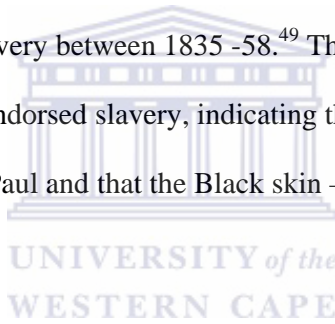 very between 1835 -58.49 Th
ndorsed slavery, indicating th
Paul and that the Black skin –
UNIVERSITY of the
WESTERN CAPE